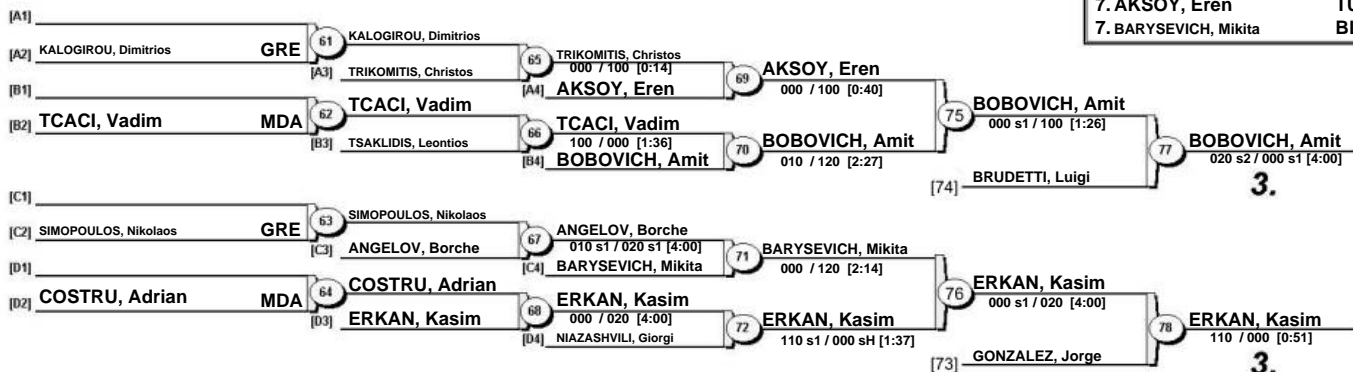 7. AKSOY, Eren
7. BARYSEVICH, Mikita
[A1]
[A2] KALOGIROU, Dimitrios GRE
61
KALOGIROU, Dimitrios
[A3] TRIKOMITIS, Christos
65
TRIKOMITIS, Christos
000 / 100 [0:14]
[A4] AKSOY, Eren
69
AKSOY, Eren
000 / 100 [0:40]
[B1]
[B2] TCACI, Vadim MDA
62
TCACI, Vadim
[B3] TSAKLIDIS, Leontios
66
TCACI, Vadim
100 / 000 [1:36]
[B4] BOBOVICH, Amit
70
BOBOVICH, Amit
010 / 120 [2:27]
75
BOBOVICH, Amit
000 s1 / 100 [1:26]
[74] BRUDETTI, Luigi
77
BOBOVICH, Amit
020 s2 / 000 s1 [4:00]
3.
[C1]
[C2] SIMOPOULOS, Nikolaos GRE
63
SIMOPOULOS, Nikolaos
[C3] ANGELOV, Borche
67
ANGELOV, Borche
010 s1 / 020 s1 [4:00]
[C4] BARYSEVICH, Mikita
71
BARYSEVICH, Mikita
000 / 120 [2:14]
[D1]
[D2] COSTRU, Adrian MDA
64
COSTRU, Adrian
[D3] ERKAN, Kasim
68
ERKAN, Kasim
000 / 020 [4:00]
[D4] NIAZASHVILI, Giorgi
72
ERKAN, Kasim
110 s1 / 000 sH [1:37]
76
ERKAN, Kasim
000 s1 / 020 [4:00]
[73] GONZALEZ, Jorge
78
ERKAN, Kasim
110 / 000 [0:51]
3.